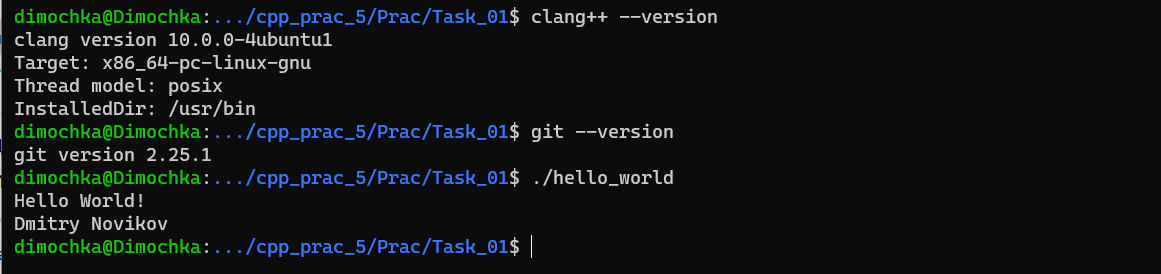 dimochka@Dimochka:.../cpp_prac_5/Prac/Task_01$ clang++ --version
clang version 10.0.0-4ubuntu1
Target: x86_64-pc-linux-gnu
Thread model: posix
InstalledDir: /usr/bin
dimochka@Dimochka:.../cpp_prac_5/Prac/Task_01$ git --version
git version 2.25.1
dimochka@Dimochka:.../cpp_prac_5/Prac/Task_01$ ./hello_world
Hello World!
Dmitry Novikov
dimochka@Dimochka:.../cpp_prac_5/Prac/Task_01$